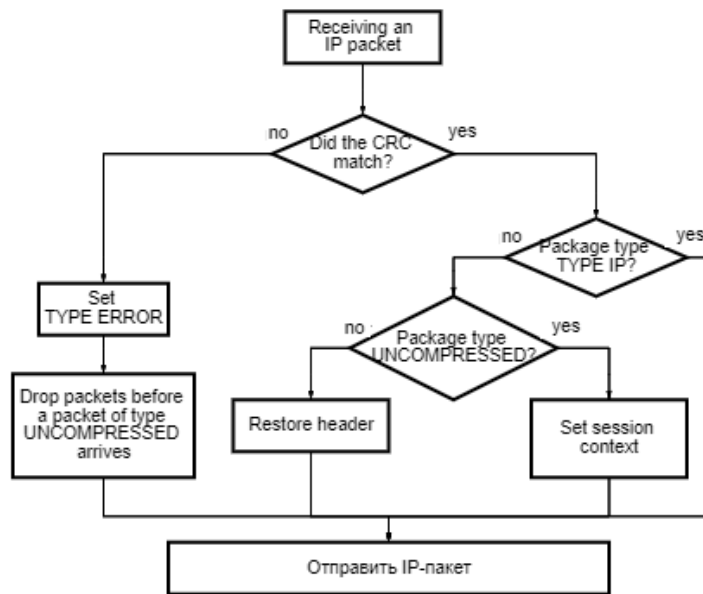 Receiving an
IP packet
no
Did the CRC
match?
yes
no
Package type
TYPE IP?
yes
Set
TYPE ERROR
no
Package type
UNCOMPRESSED?
yes
Drop packets before
a packet of type
UNCOMPRESSED
arrives
Restore header
Set session
context
Отправить IP-пакет